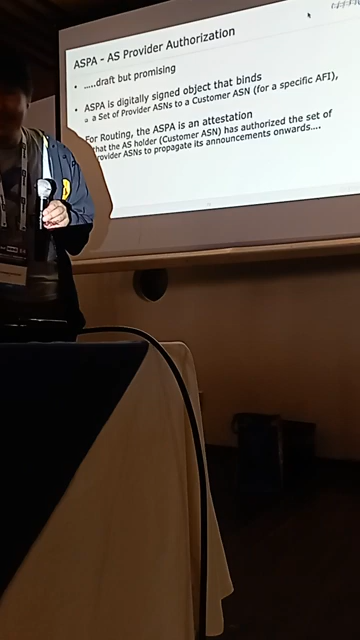 ASPA - AS Provider Authorization
• .....draft but promising
• ASPA is digitally signed object that binds
a Set of Provider ASNs to a Customer ASN (for a specific AFI),
For Routing, the ASPA is an attestation
that the AS holder (Customer ASN) has authorized the set of
Provider ASNs to propagate its announcements onwards....